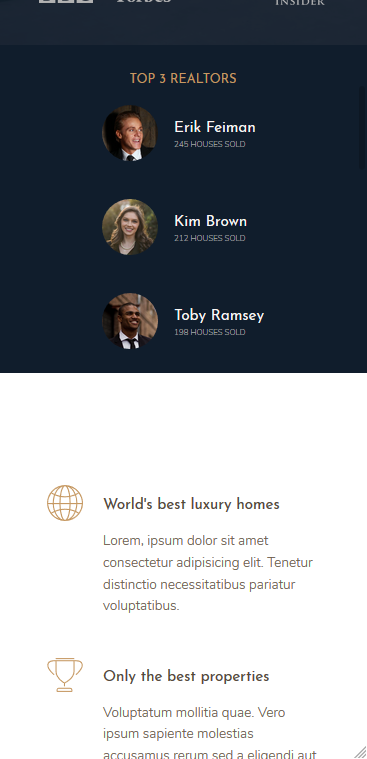 Forbes
INSIDER
TOP 3 REALTORS
Erik Feiman
245 HOUSES SOLD
Kim Brown
212 HOUSES SOLD
Toby Ramsey
198 HOUSES SOLD
World's best luxury homes
Lorem, ipsum dolor sit amet
consectetur adipisicing elit. Tenetur
distinctio necessitatibus pariatur
voluptatibus.
Only the best properties
Voluptatum mollitia quae. Vero
ipsum sapiente molestias
accusamus rerum sed a eligendi aut